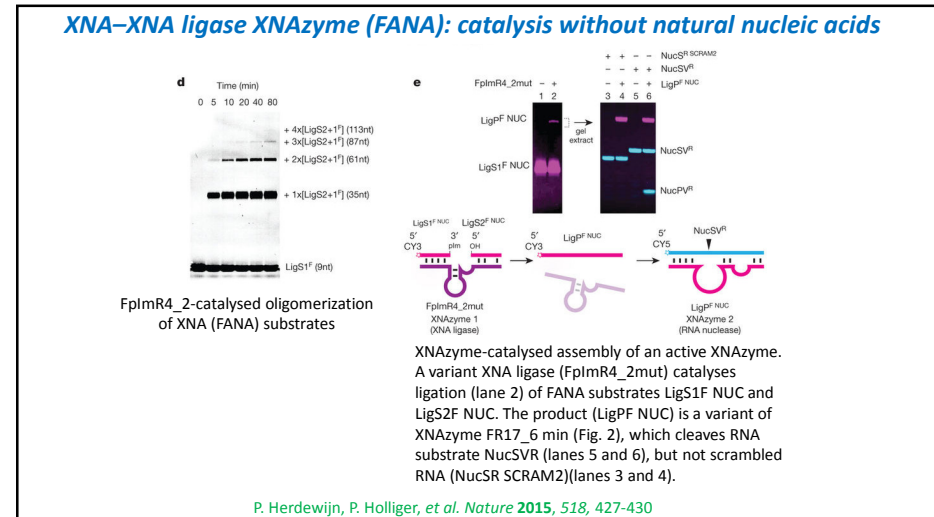 XNA–XNA ligase XNAzyme (FANA): catalysis without natural nucleic acids
d
Time (min)
0 5 10 20 40 80
+ 4x[LigS2+1F] (113nt)
+ 3x[LigS2+1F] (87nt)
+ 2x[LigS2+1F] (61nt)
+ 1x[LigS2+1F] (35nt)
LigS1F (9nt)
FpImR4_2-catalysed oligomerization
of XNA (FANA) substrates
e
FpImR4_2mut − +
1 2
LigPF NUC
LigS1F NUC
gel
extract
+ + − − NucSR SCRAM2
− − + + NucSVR
− + − + LigPF NUC
3 4 5 6
NucSVR
NucPVR
LigS1F NUC LigS2F NUC
5′ 3′ 5′
CY3 pIm OH
FpImR4_2mut
XNAzyme 1
(XNA ligase)
5′ LigPF NUC
CY3
5′ NucSVR
CY5
LigPF NUC
XNAzyme 2
(RNA nuclease)
XNAzyme-catalysed assembly of an active XNAzyme.
A variant XNA ligase (FpImR4_2mut) catalyses
ligation (lane 2) of FANA substrates LigS1F NUC and
LigS2F NUC. The product (LigPF NUC) is a variant of
XNAzyme FR17_6 min (Fig. 2), which cleaves RNA
substrate NucSVR (lanes 5 and 6), but not scrambled
RNA (NucSR SCRAM2)(lanes 3 and 4).
P. Herdewijn, P. Holliger, et al. Nature 2015, 518, 427-430